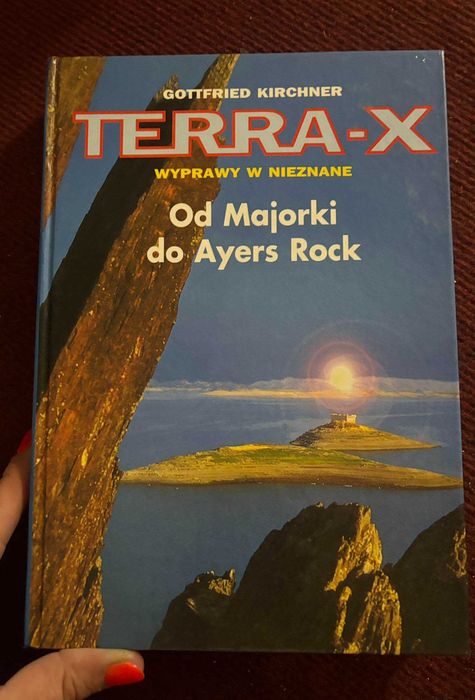 GOTTFRIED KIRCHNER
TERRA-X
WYPRAWY W NIEZNANE
Od Majorki
do Ayers Rock